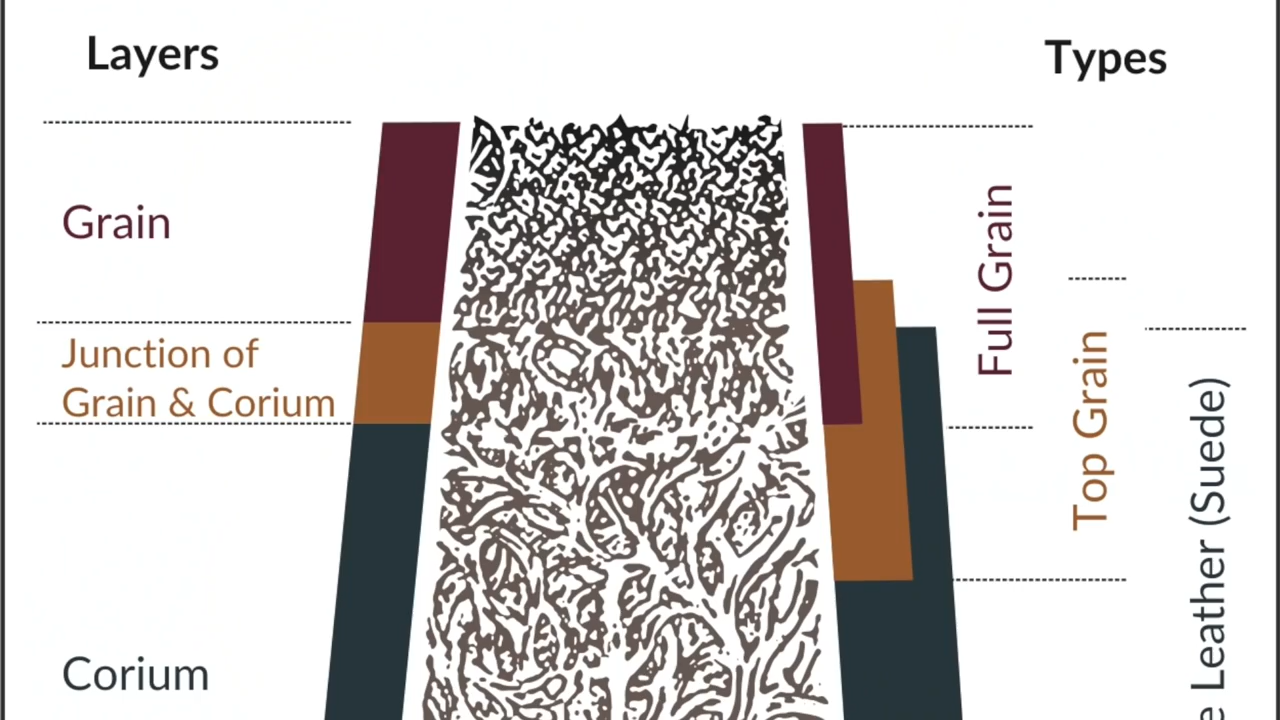 Layers
Types
Grain
Junction of
Grain & Corium
Corium
Full Grain
Top Grain
Leather (Suede)